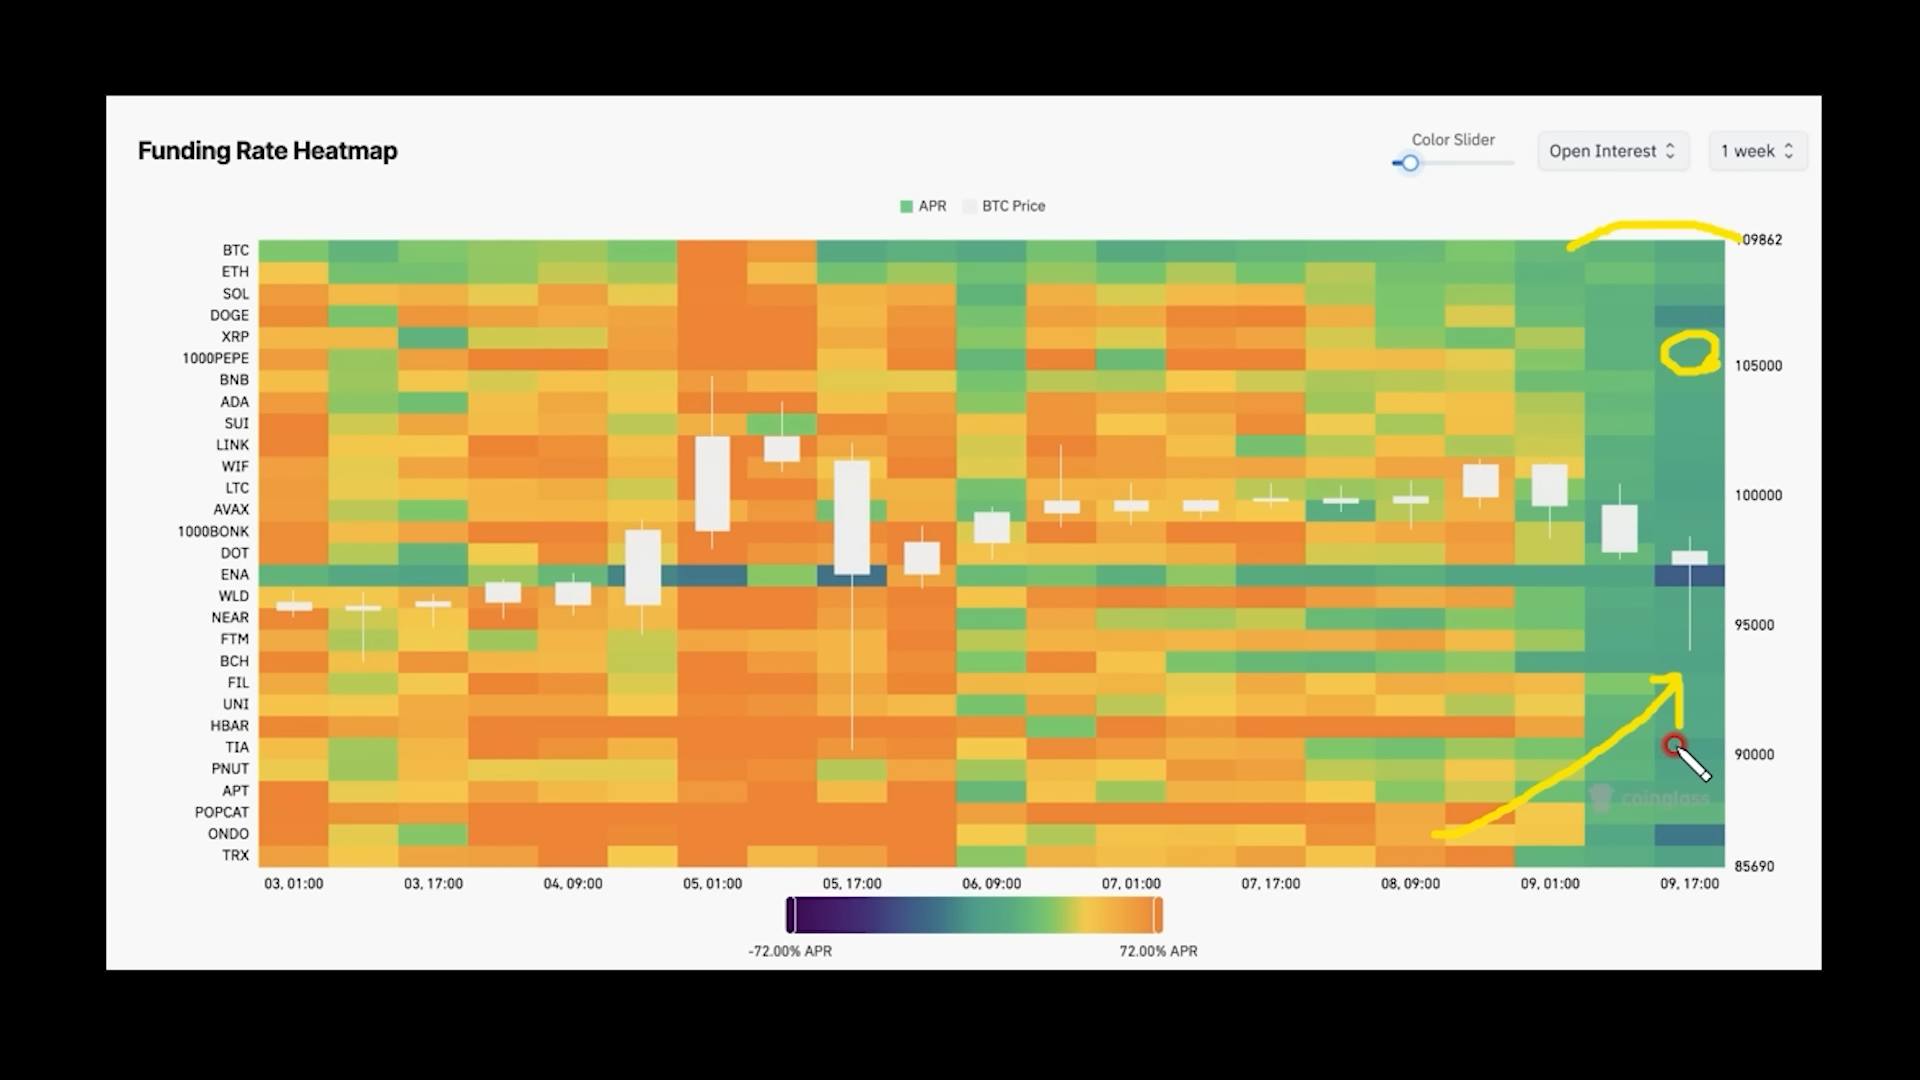 Funding Rate Heatmap
Color Slider
Open Interest
1 week
APR
BTC Price
BTC
ETH
SOL
DOGE
XRP
1000PEPE
BNB
ADA
SUI
LINK
WIF
LTC
AVAX
1000BONK
DOT
ENA
WLD
NEAR
FTM
BCH
FIL
UNI
HBAR
TIA
PNUT
APT
POPCAT
ONDO
TRX
09862
105000
100000
95000
90000
85690
coinglass
03, 01:00 03, 17:00 04, 09:00 05, 01:00 05, 17:00 06, 09:00 07, 01:00 07, 17:00 08, 09:00 09, 01:00 09, 17:00
-72.00% APR
72.00% APR